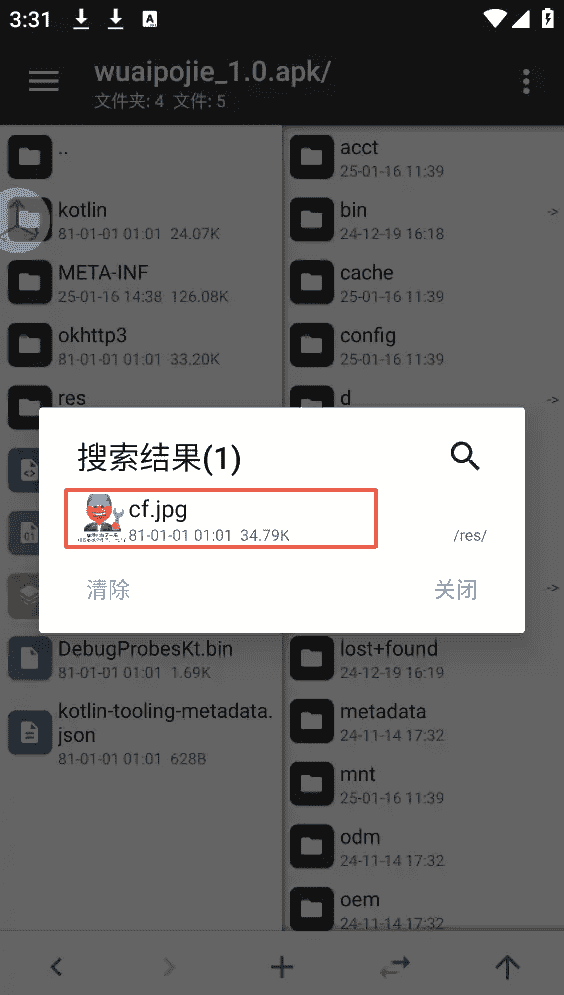 3:31
A
wuaipojie_1.0.apk/
文件夹: 4 文件: 5
..
kotlin
81-01-01 01:01 24.07K
META-INF
25-01-16 14:38 126.08K
okhttp3
81-01-01 01:01 33.20K
res
acct
25-01-16 11:39
bin
->
24-12-19 16:18
cache
25-01-16 11:39
config
25-01-16 11:39
d
->
搜索结果(1)
cf.jpg
81-01-01 01:01 34.79K
/res/
清除
关闭
->
DebugProbesKt.bin
81-01-01 01:01 1.69K
kotlin-tooling-metadata.
json
81-01-01 01:01 628B
lost+found
24-12-19 16:19
metadata
24-11-14 17:32
mnt
25-01-16 11:39
odm
24-11-14 17:32
oem
24-11-14 17:32